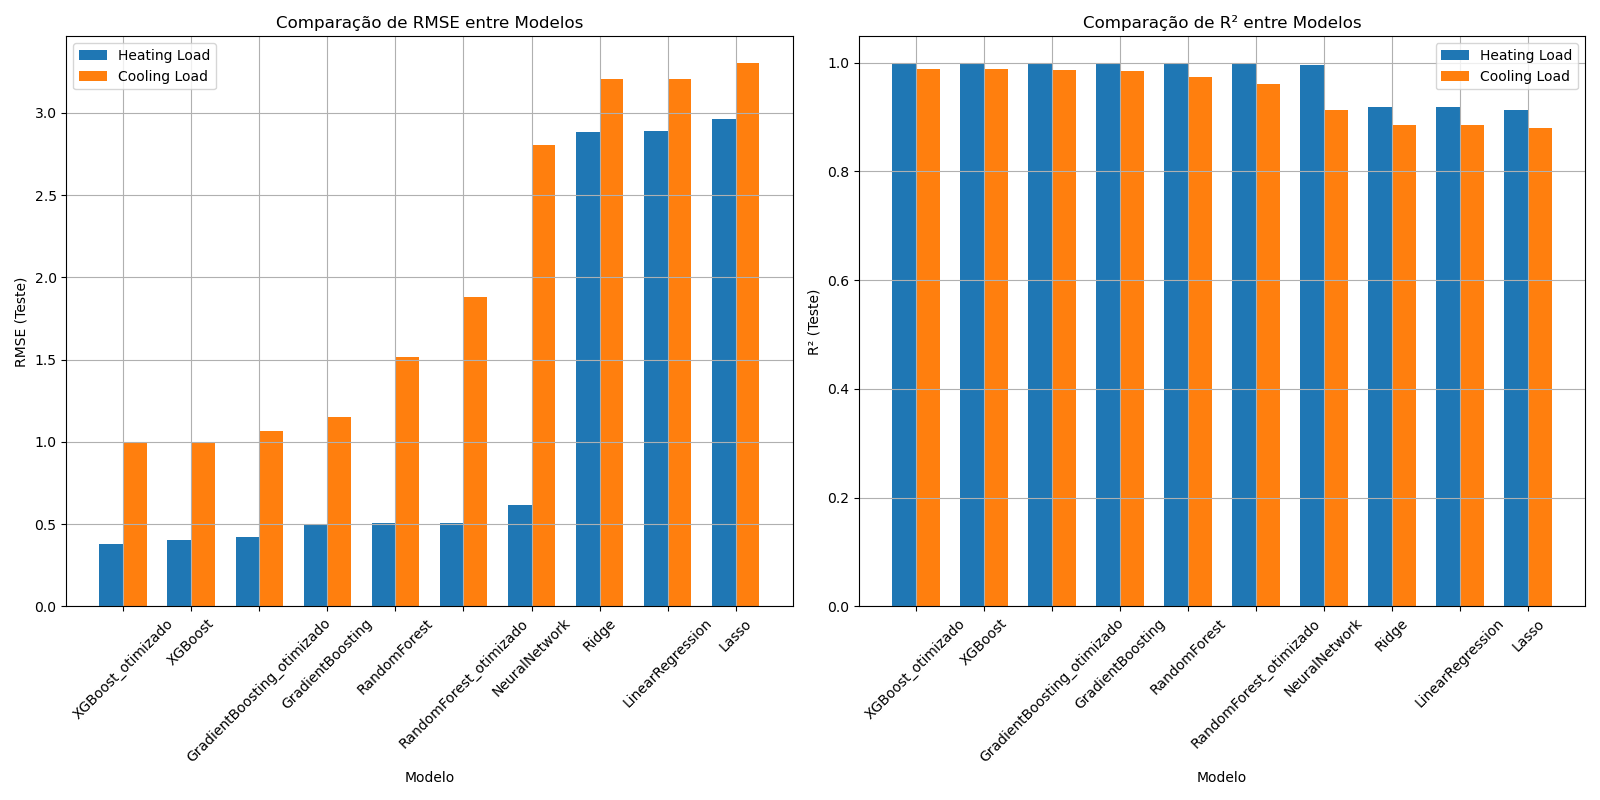 Comparação de RMSE entre Modelos
Heating Load
Cooling Load
RMSE (Teste)
3.0
2.5
2.0
1.5
1.0
0.5
0.0
XGBoost_otimizado
XGBoost
GradientBoosting_otimizado
GradientBoosting
RandomForest
RandomForest_otimizado
NeuralNetwork
Ridge
LinearRegression
Lasso
Modelo
Comparação de R² entre Modelos
Heating Load
Cooling Load
R² (Teste)
1.0
0.8
0.6
0.4
0.2
0.0
XGBoost_otimizado
XGBoost
GradientBoosting_otimizado
GradientBoosting
RandomForest
RandomForest_otimizado
NeuralNetwork
Ridge
LinearRegression
Lasso
Modelo